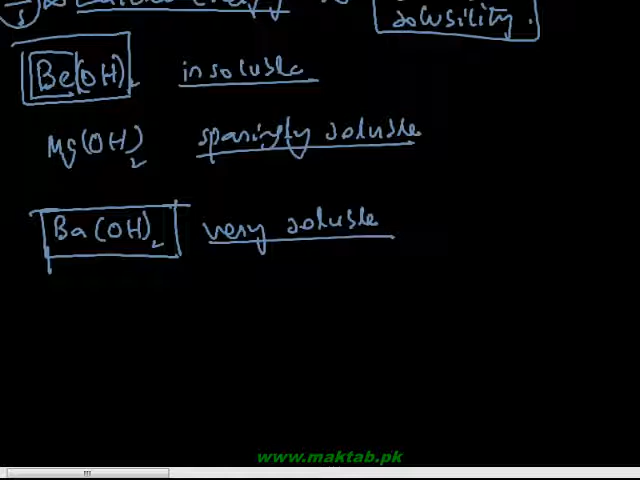 solubility.
Be(OH)₂ insoluble
Mg(OH)₂ sparingly soluble
Ba(OH)₂ very soluble
www.maktab.pk